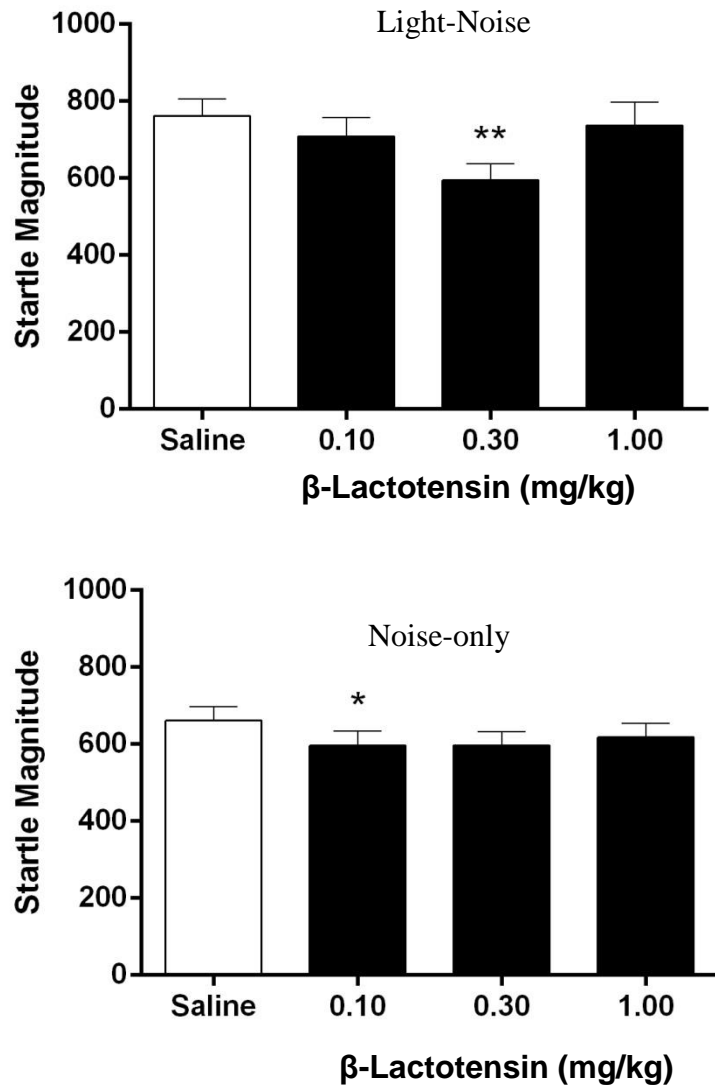 Light-Noise
1000
800
600
400
200
0
Startle Magnitude
**
Saline 0.10 0.30 1.00
β-Lactotensin (mg/kg)
Noise-only
1000
800
600
400
200
0
Startle Magnitude
*
Saline 0.10 0.30 1.00
β-Lactotensin (mg/kg)